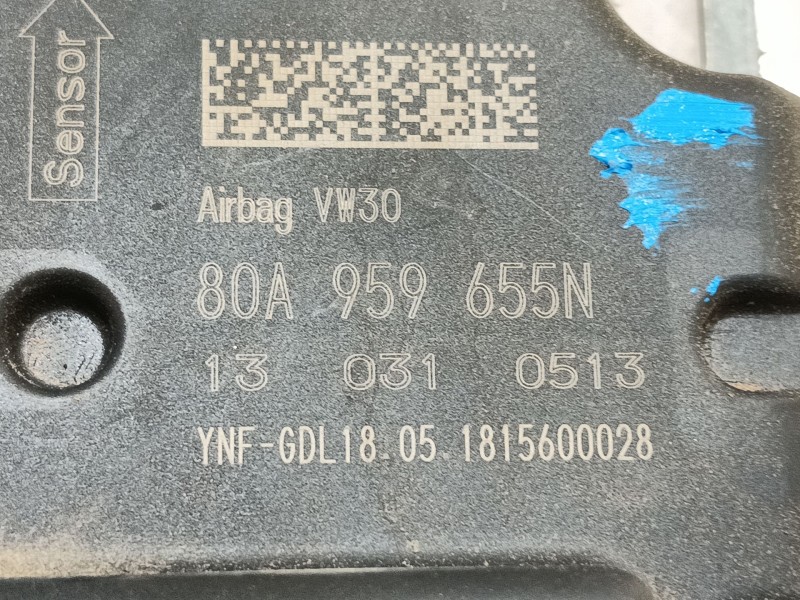 Sensor
Airbag VW30
80A 959 655N
13 031 0513
YNF-GDL18.05.1815600028